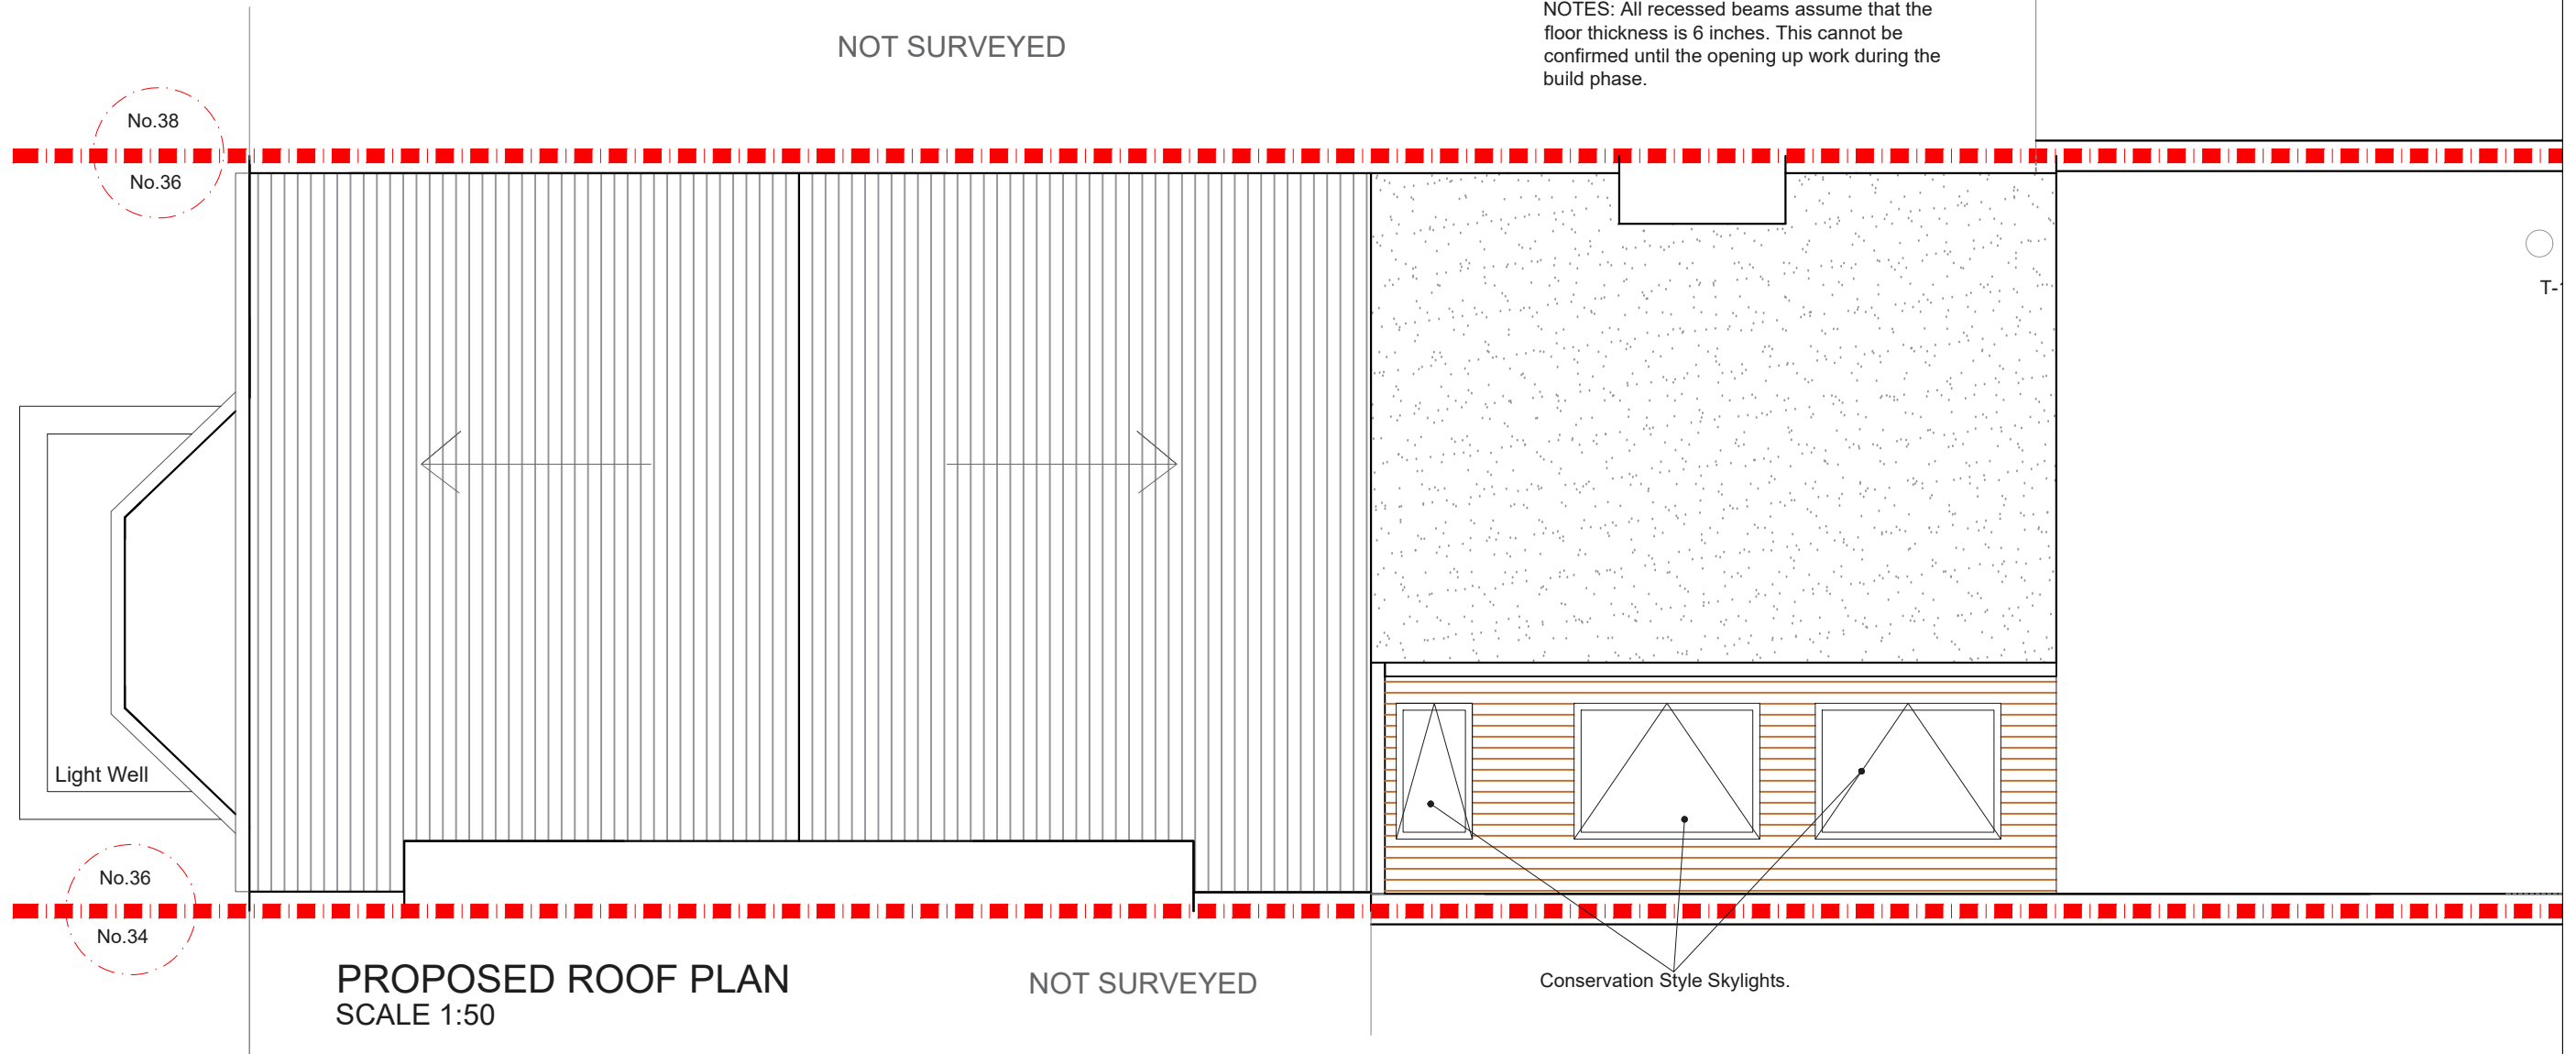 NOTES: All recessed beams assume that the
floor thickness is 6 inches. This cannot be
confirmed until the opening up work during the
build phase.
NOT SURVEYED
No.38
No.36
T-
Light Well
No.36
No.34
PROPOSED ROOF PLAN
SCALE 1:50
NOT SURVEYED
Conservation Style Skylights.